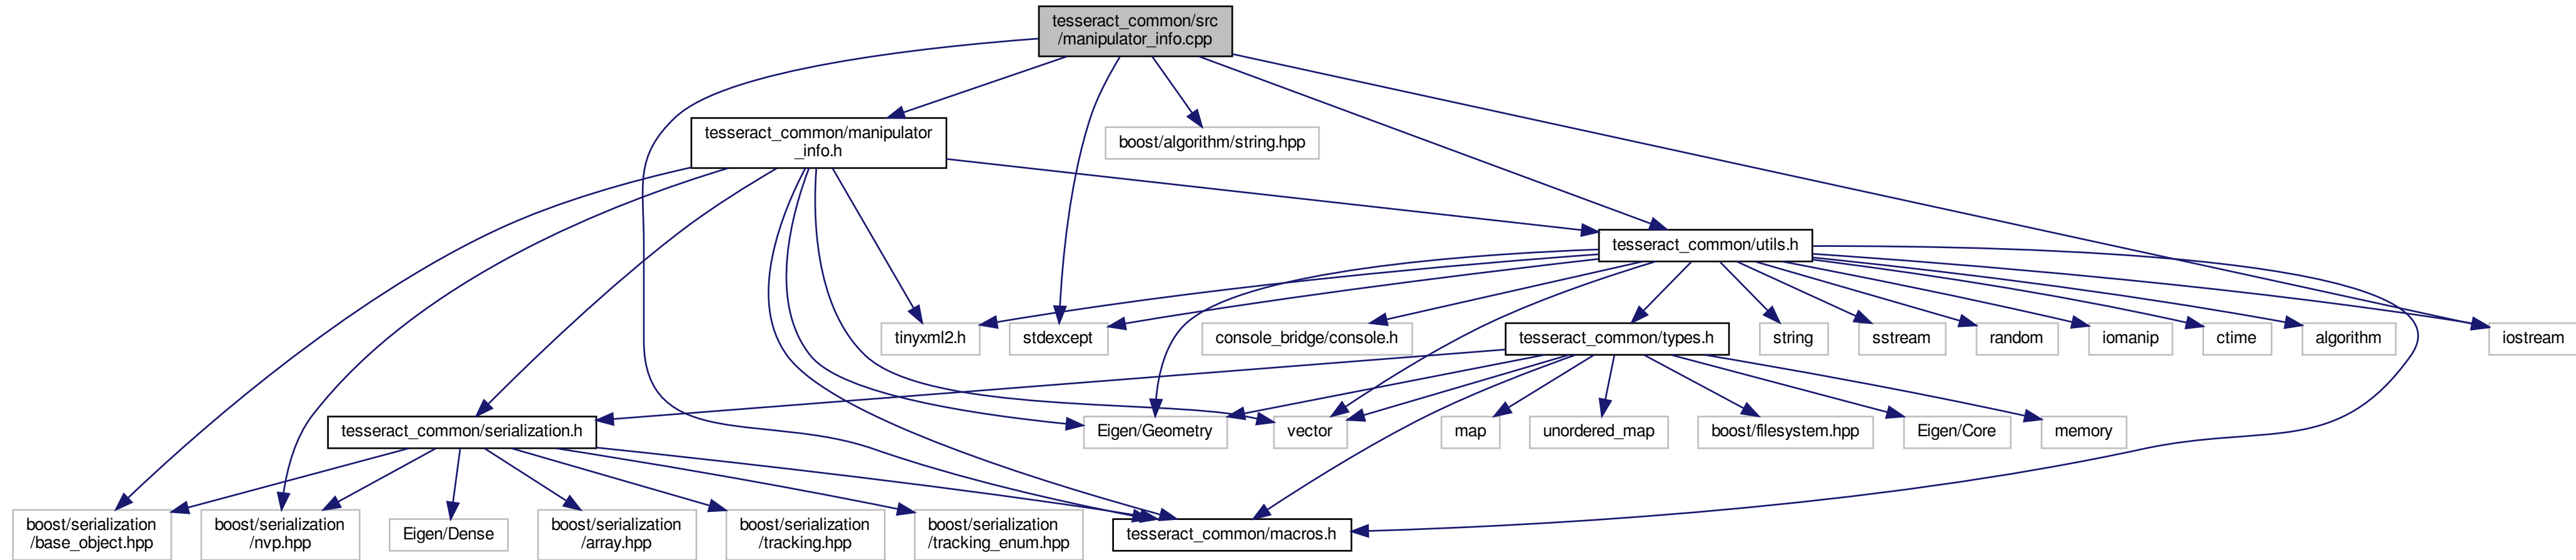 tesseract_common/src
/manipulator_info.cpp
tesseract_common/manipulator
_info.h
boost/algorithm/string.hpp
tesseract_common/utils.h
tinyxml2.h
stdexcept
console_bridge/console.h
tesseract_common/types.h
string
sstream
random
iomanip
ctime
algorithm
iostream
tesseract_common/serialization.h
Eigen/Geometry
vector
map
unordered_map
boost/filesystem.hpp
Eigen/Core
memory
boost/serialization
/base_object.hpp
boost/serialization
/nvp.hpp
Eigen/Dense
boost/serialization
/array.hpp
boost/serialization
/tracking.hpp
boost/serialization
/tracking_enum.hpp
tesseract_common/macros.h